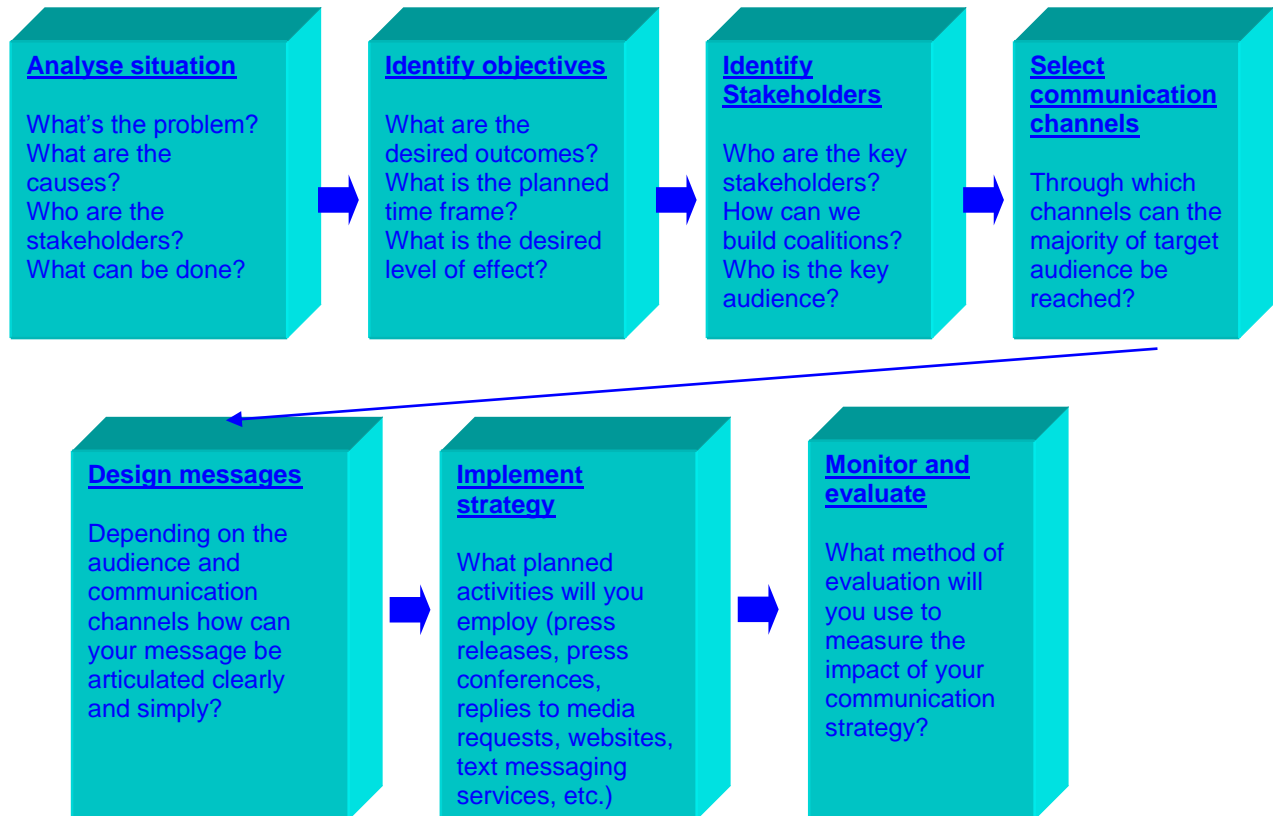 Analyse situation
What's the problem?
What are the
causes?
Who are the
stakeholders?
What can be done?
Identify objectives
What are the
desired outcomes?
What is the planned
time frame?
What is the desired
level of effect?
Identify
Stakeholders
Who are the key
stakeholders?
How can we
build coalitions?
Who is the key
audience?
Select
communication
channels
Through which
channels can the
majority of target
audience be
reached?
Design messages
Depending on the
audience and
communication
channels how can
your message be
articulated clearly
and simply?
Implement
strategy
What planned
activities will you
employ (press
releases, press
conferences,
replies to media
requests, websites,
text messaging
services, etc.)
Monitor and
evaluate
What method of
evaluation will
you use to
measure the
impact of your
communication
strategy?